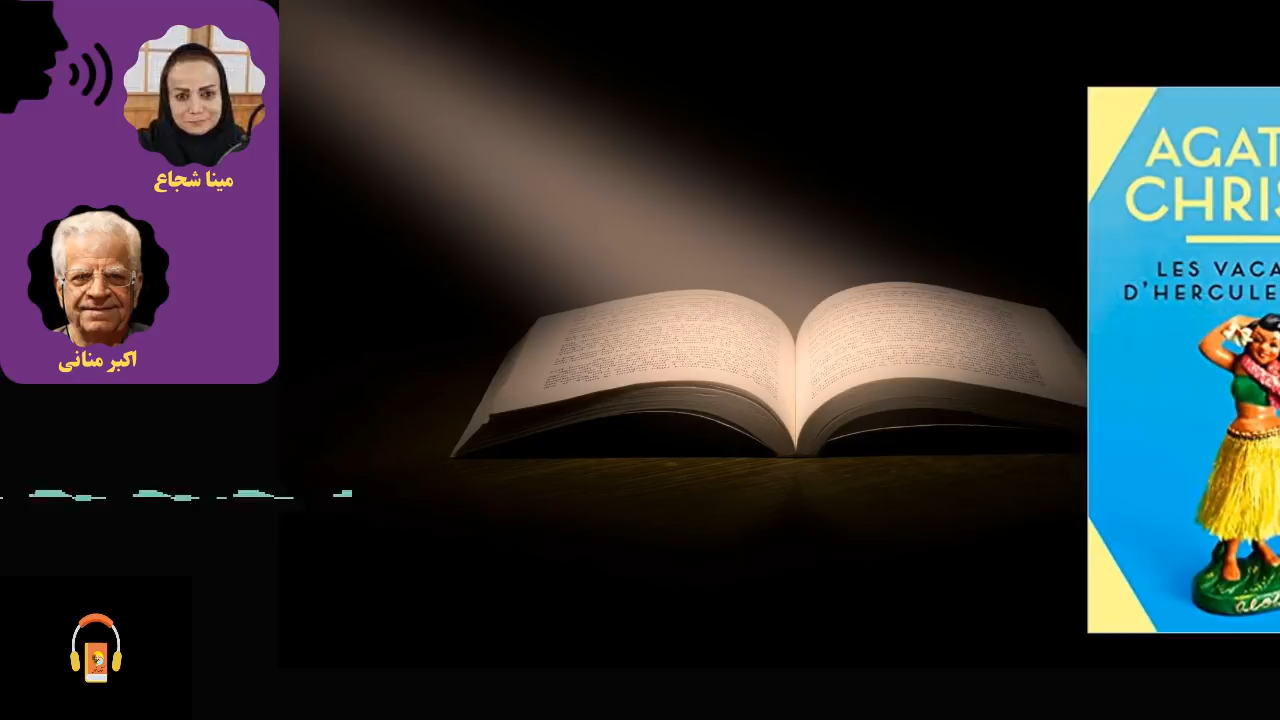 مینا شجاع
اکبر منانی
AGAT
CHRIS
LES VACA
D'HERCULE